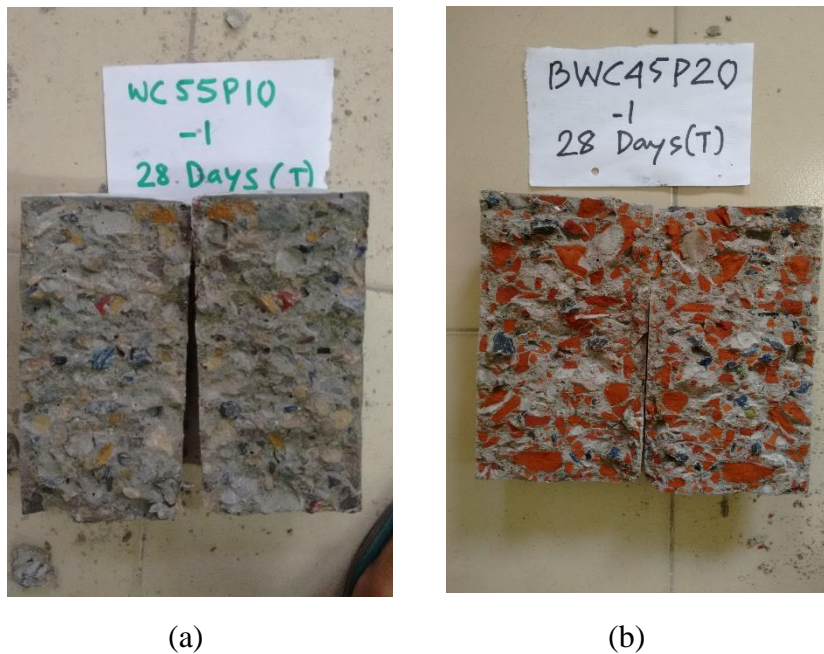 WC55P10
-1
28 Days (T)
BWC45P20
-1
28 Days(T)
(a)
(b)